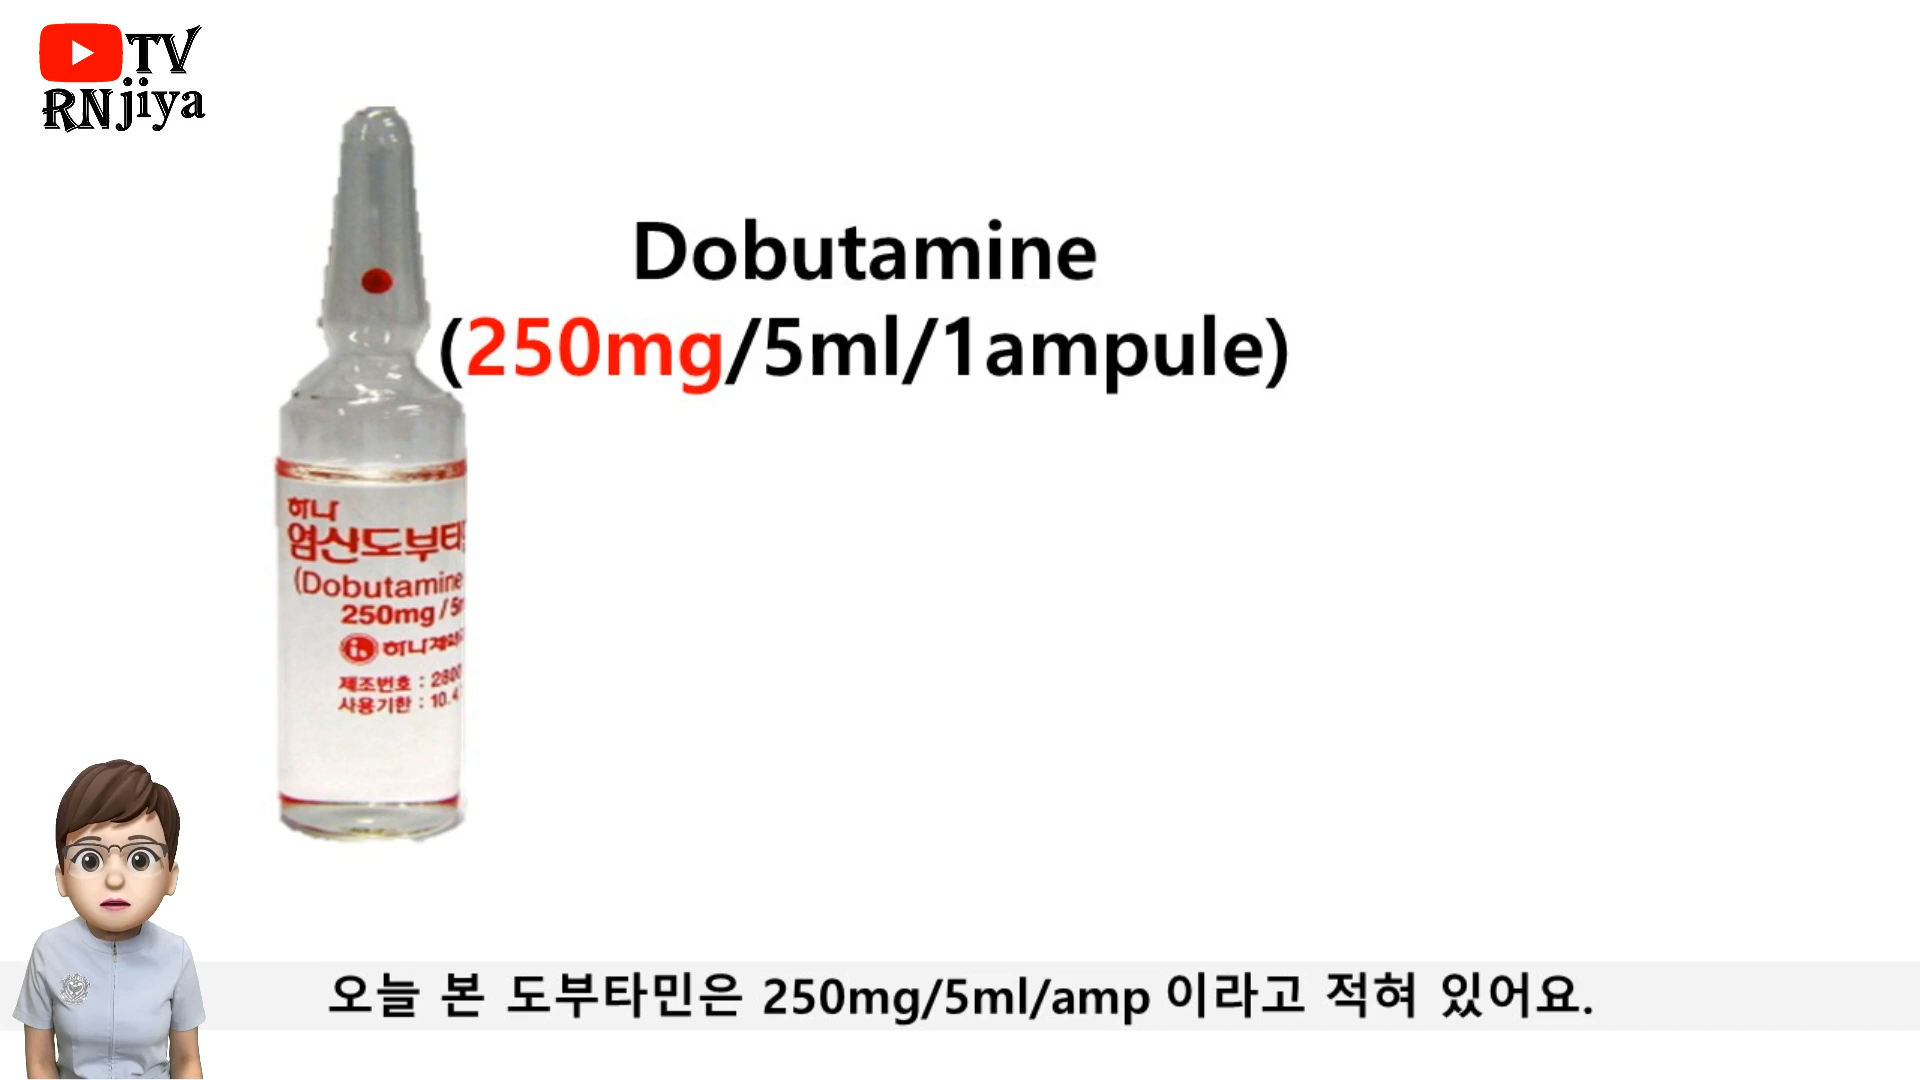 TV
RNjiya
Dobutamine
(250mg/5ml/1ampule)
하나
염산도부타
(Dobutamine
250mg / 5
하나제약
제조번호 : 2800
사용기한 : 10.4
오늘 본 도부타민은 250mg/5ml/amp 이라고 적혀 있어요.